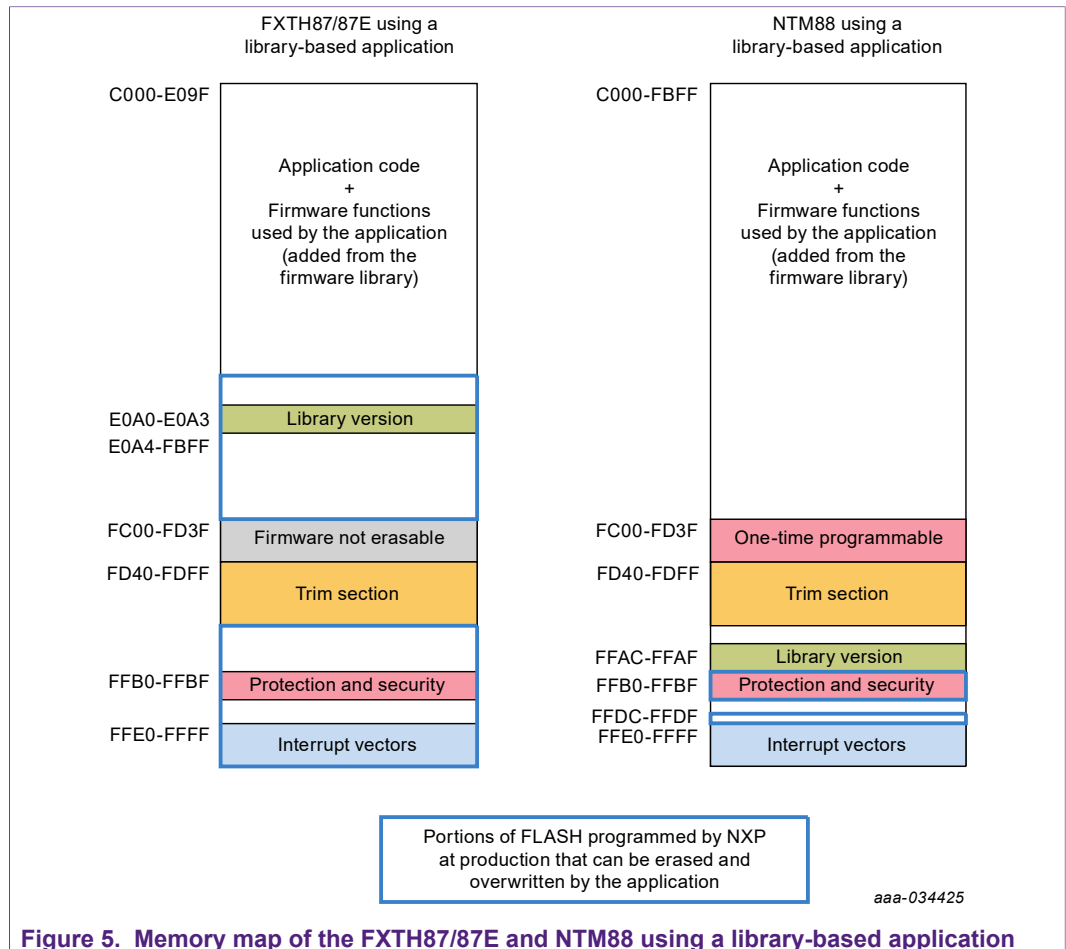 FXTH87/87E using a
library-based application
C000-E09F
Application code
+
Firmware functions
used by the application
(added from the
firmware library)
E0A0-E0A3
Library version
E0A4-FBFF
FC00-FD3F
Firmware not erasable
FD40-FDFF
Trim section
FFB0-FFBF
Protection and security
FFE0-FFFF
Interrupt vectors
NTM88 using a
library-based application
C000-FBFF
Application code
+
Firmware functions
used by the application
(added from the
firmware library)
FC00-FD3F
One-time programmable
FD40-FDFF
Trim section
FFAC-FFAF
Library version
FFB0-FFBF
Protection and security
FFDC-FFDF
FFE0-FFFF
Interrupt vectors
Portions of FLASH programmed by NXP
at production that can be erased and
overwritten by the application
aaa-034425
Figure 5. Memory map of the FXTH87/87E and NTM88 using a library-based application